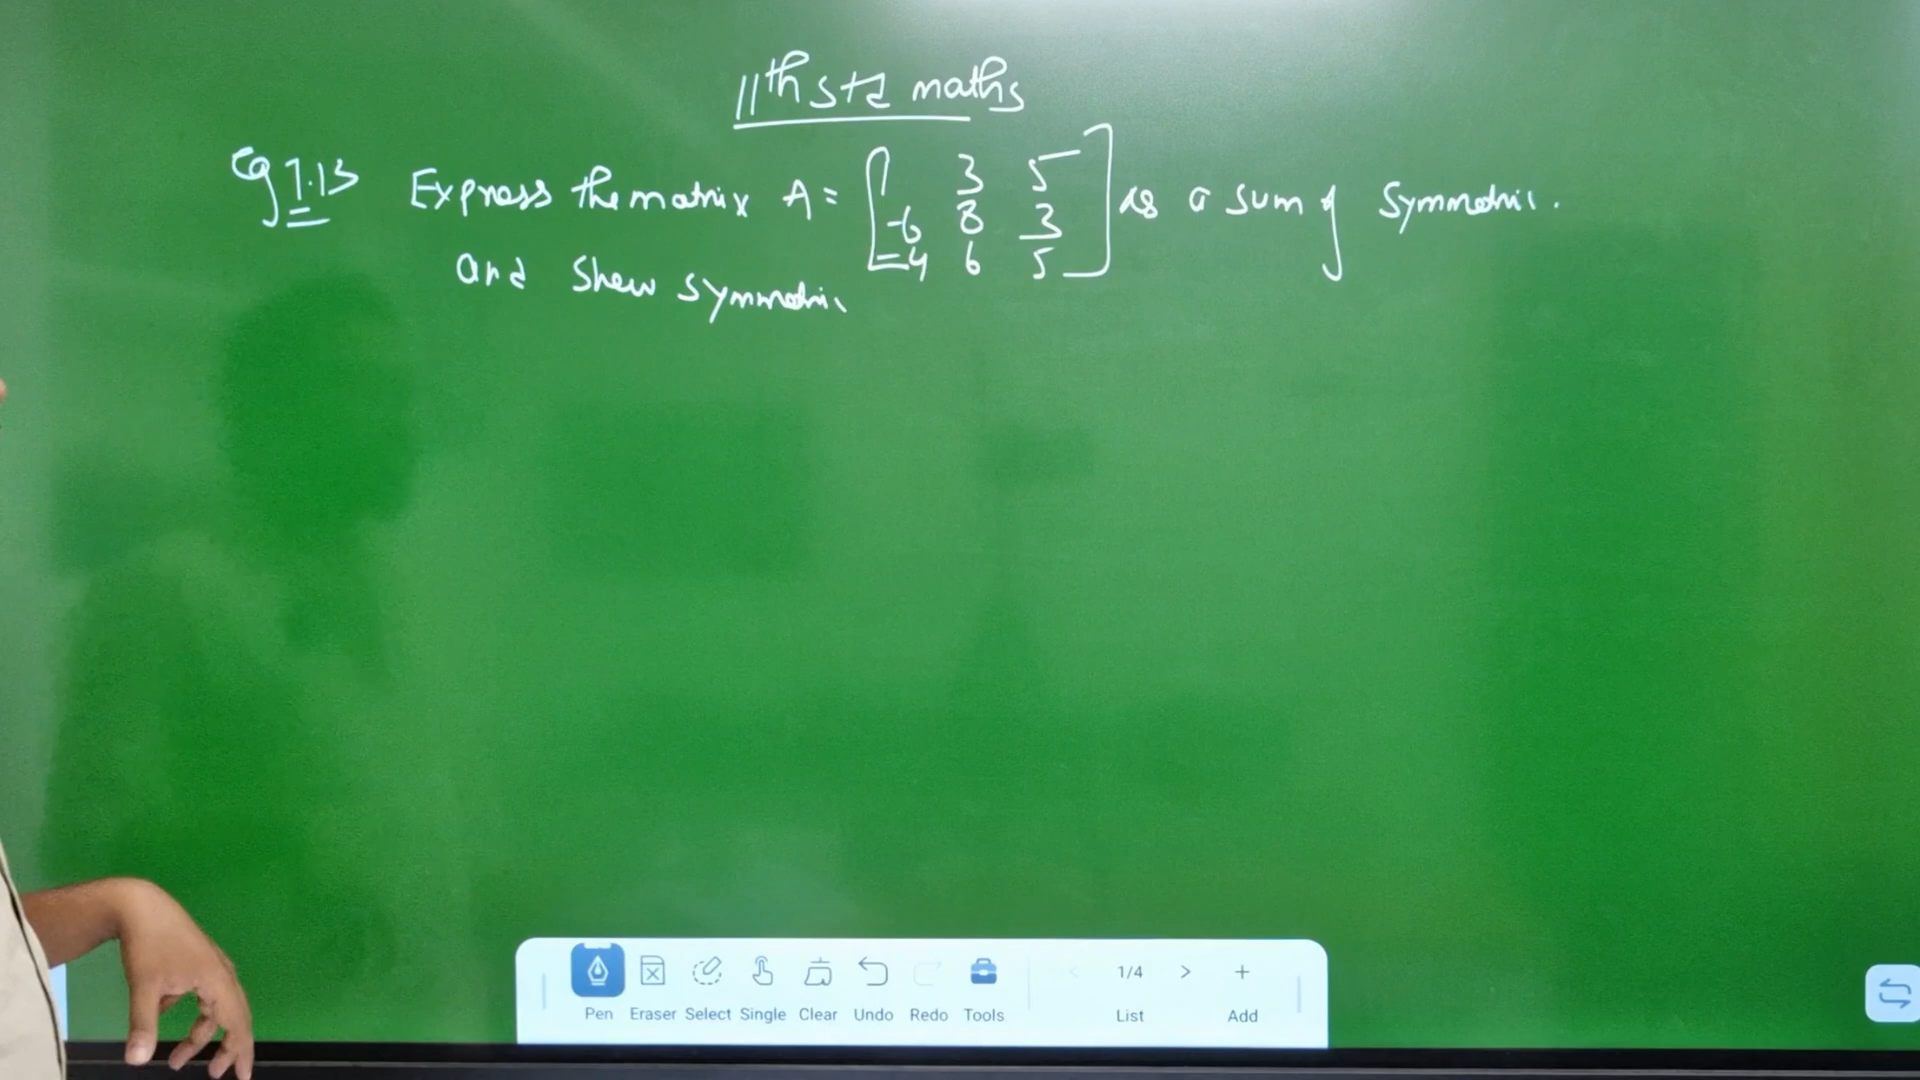 11th std maths
Eg 7.13 Express the matrix A = [1 3 5
-6 8 3
-4 6 5] as a sum of Symmetric.
and Skew symmetric
Pen Eraser Select Single Clear Undo Redo Tools 1/4 List Add